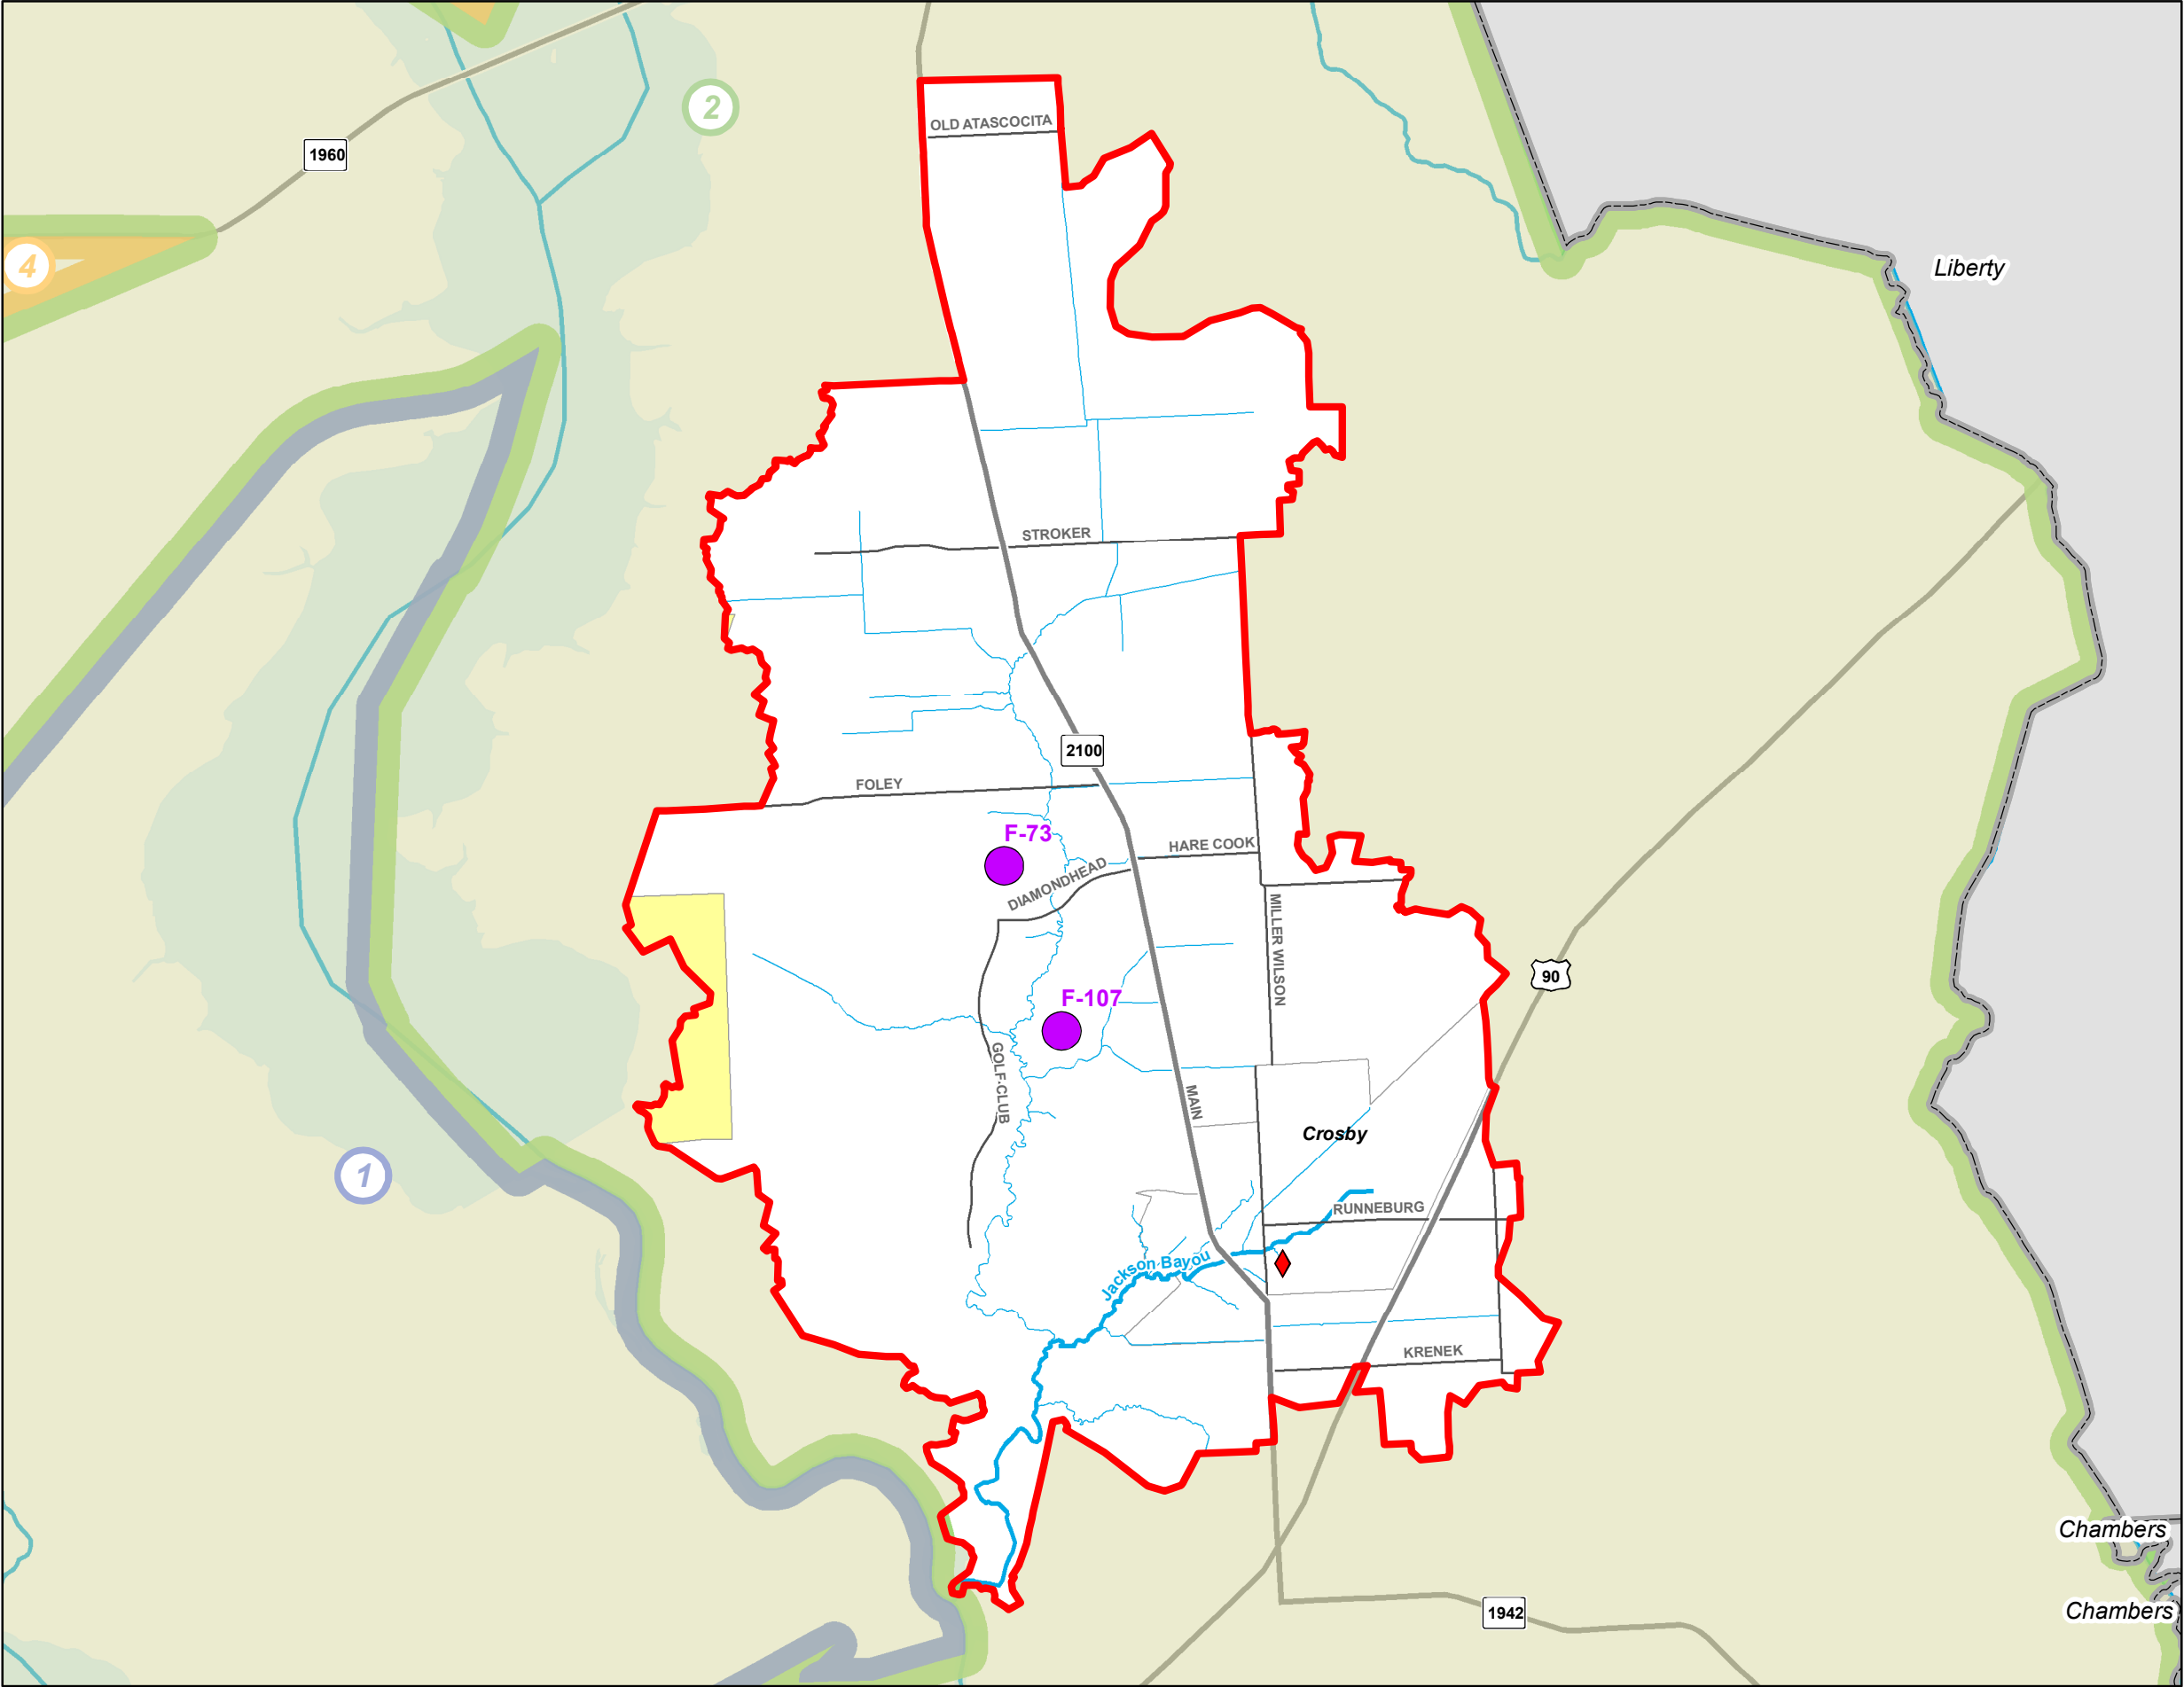 2
OLD ATASCOCITA
1960
4
Liberty
STROKER
2100
FOLEY
F-73
HARE COOK
DIAMONDHEAD
MILLER WILSON
90
F-107
GOLF CLUB
MAIN
Crosby
1
RUNNEBURG
Jackson Bayou
KRENEK
Chambers
1942
Chambers